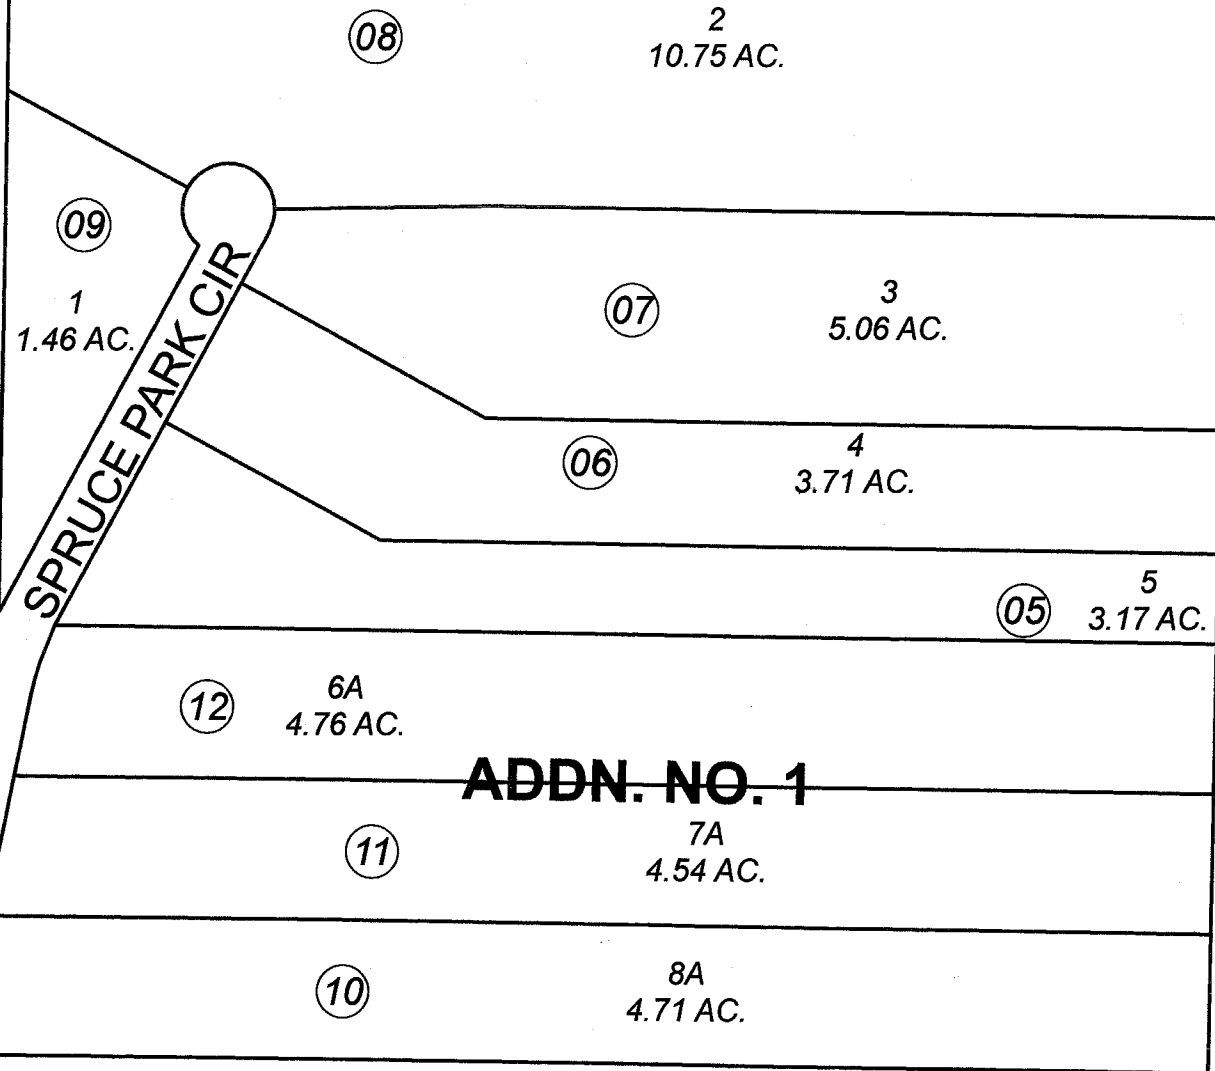 08
2
10.75 AC.
09
1
1.46 AC.
SPRUCE PARK CIR
07
3
5.06 AC.
06
4
3.71 AC.
05
5
3.17 AC.
12
6A
4.76 AC.
ADDN. NO. 1
11
7A
4.54 AC.
10
8A
4.71 AC.